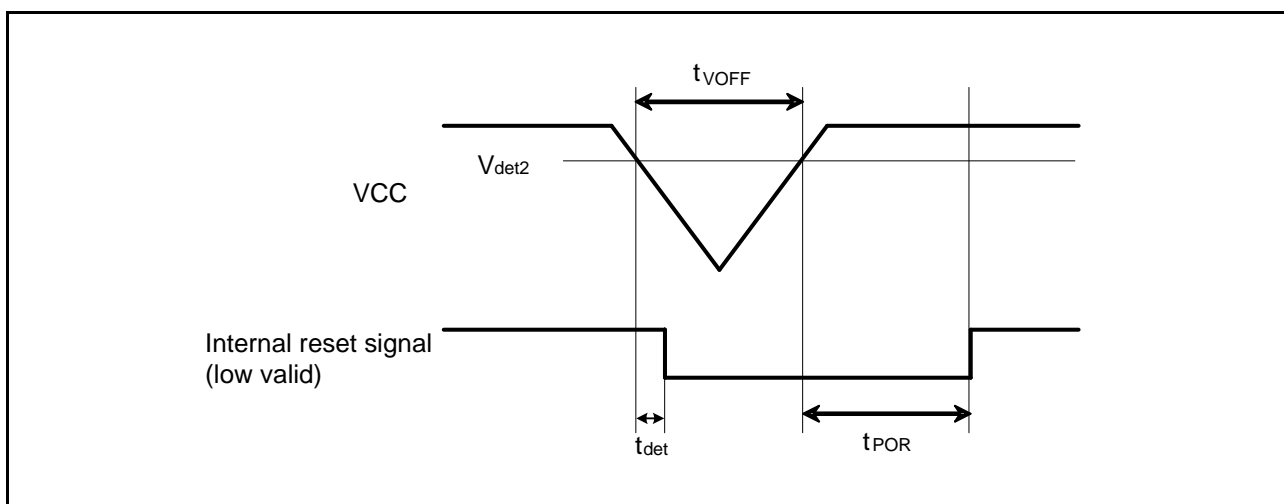 tVOFF
Vdet2
VCC
Internal reset signal
(low valid)
tdet
tPOR